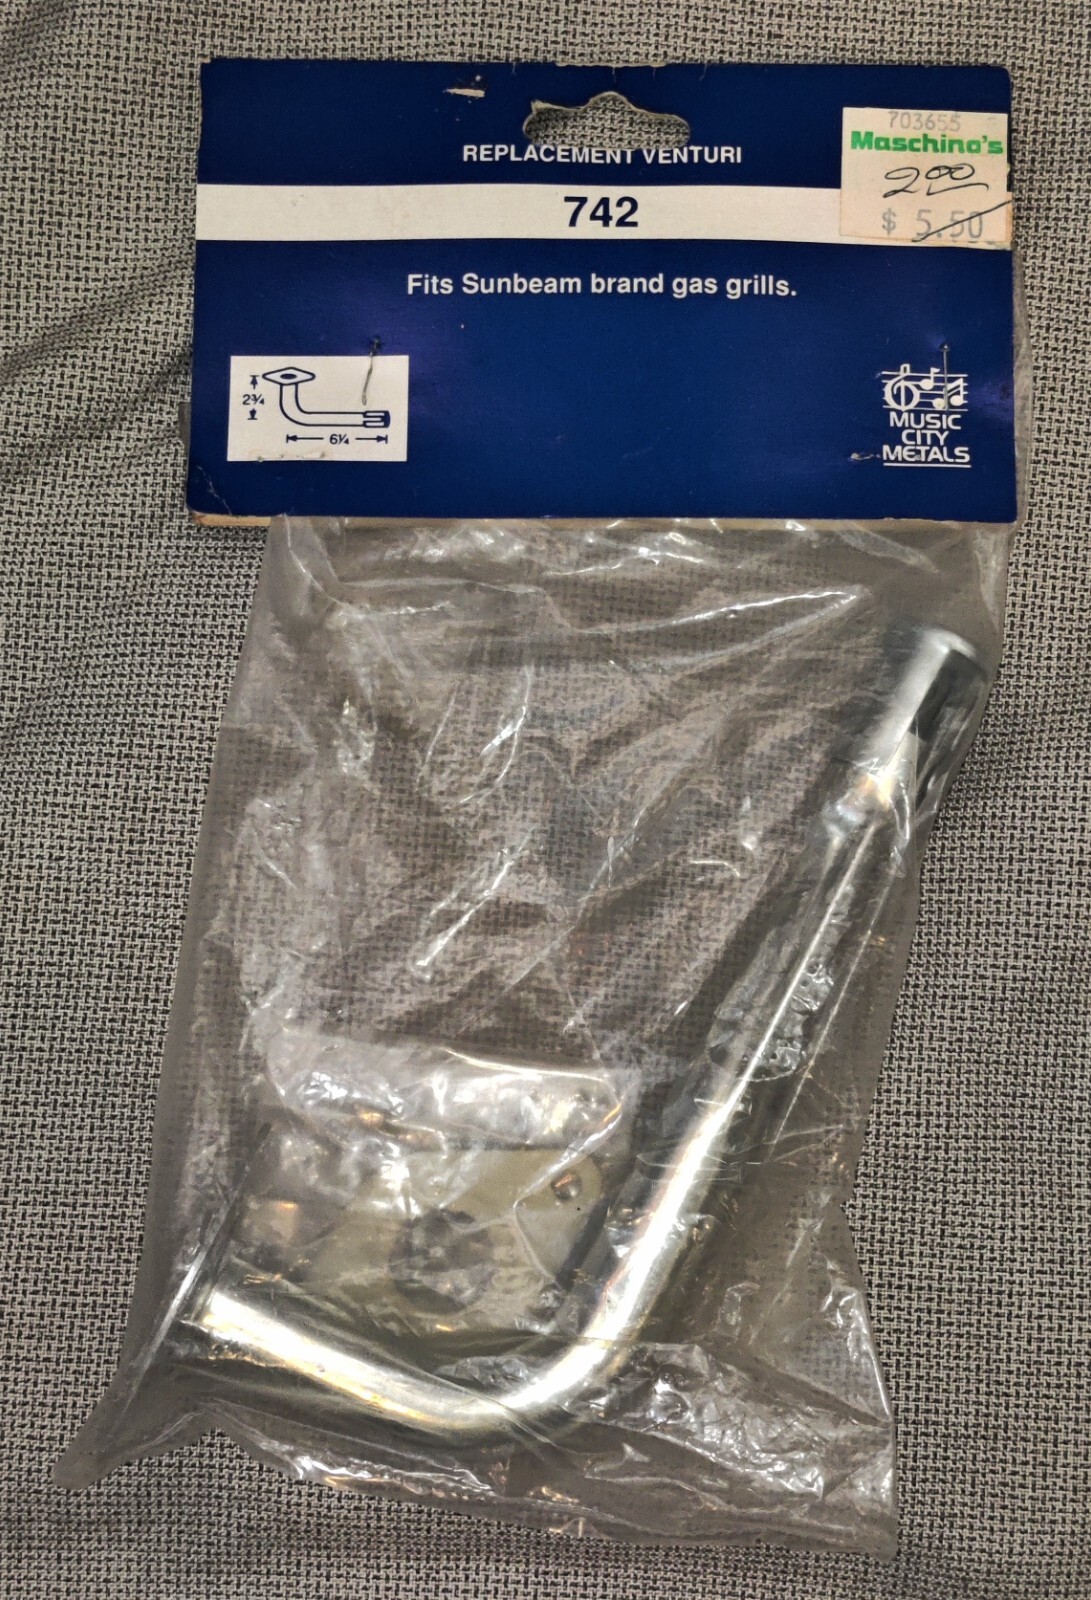 703655
Maschino's
2.00
$ 5.50
REPLACEMENT VENTURI
742
Fits Sunbeam brand gas grills.
2¾
6¼
MUSIC
CITY
METALS